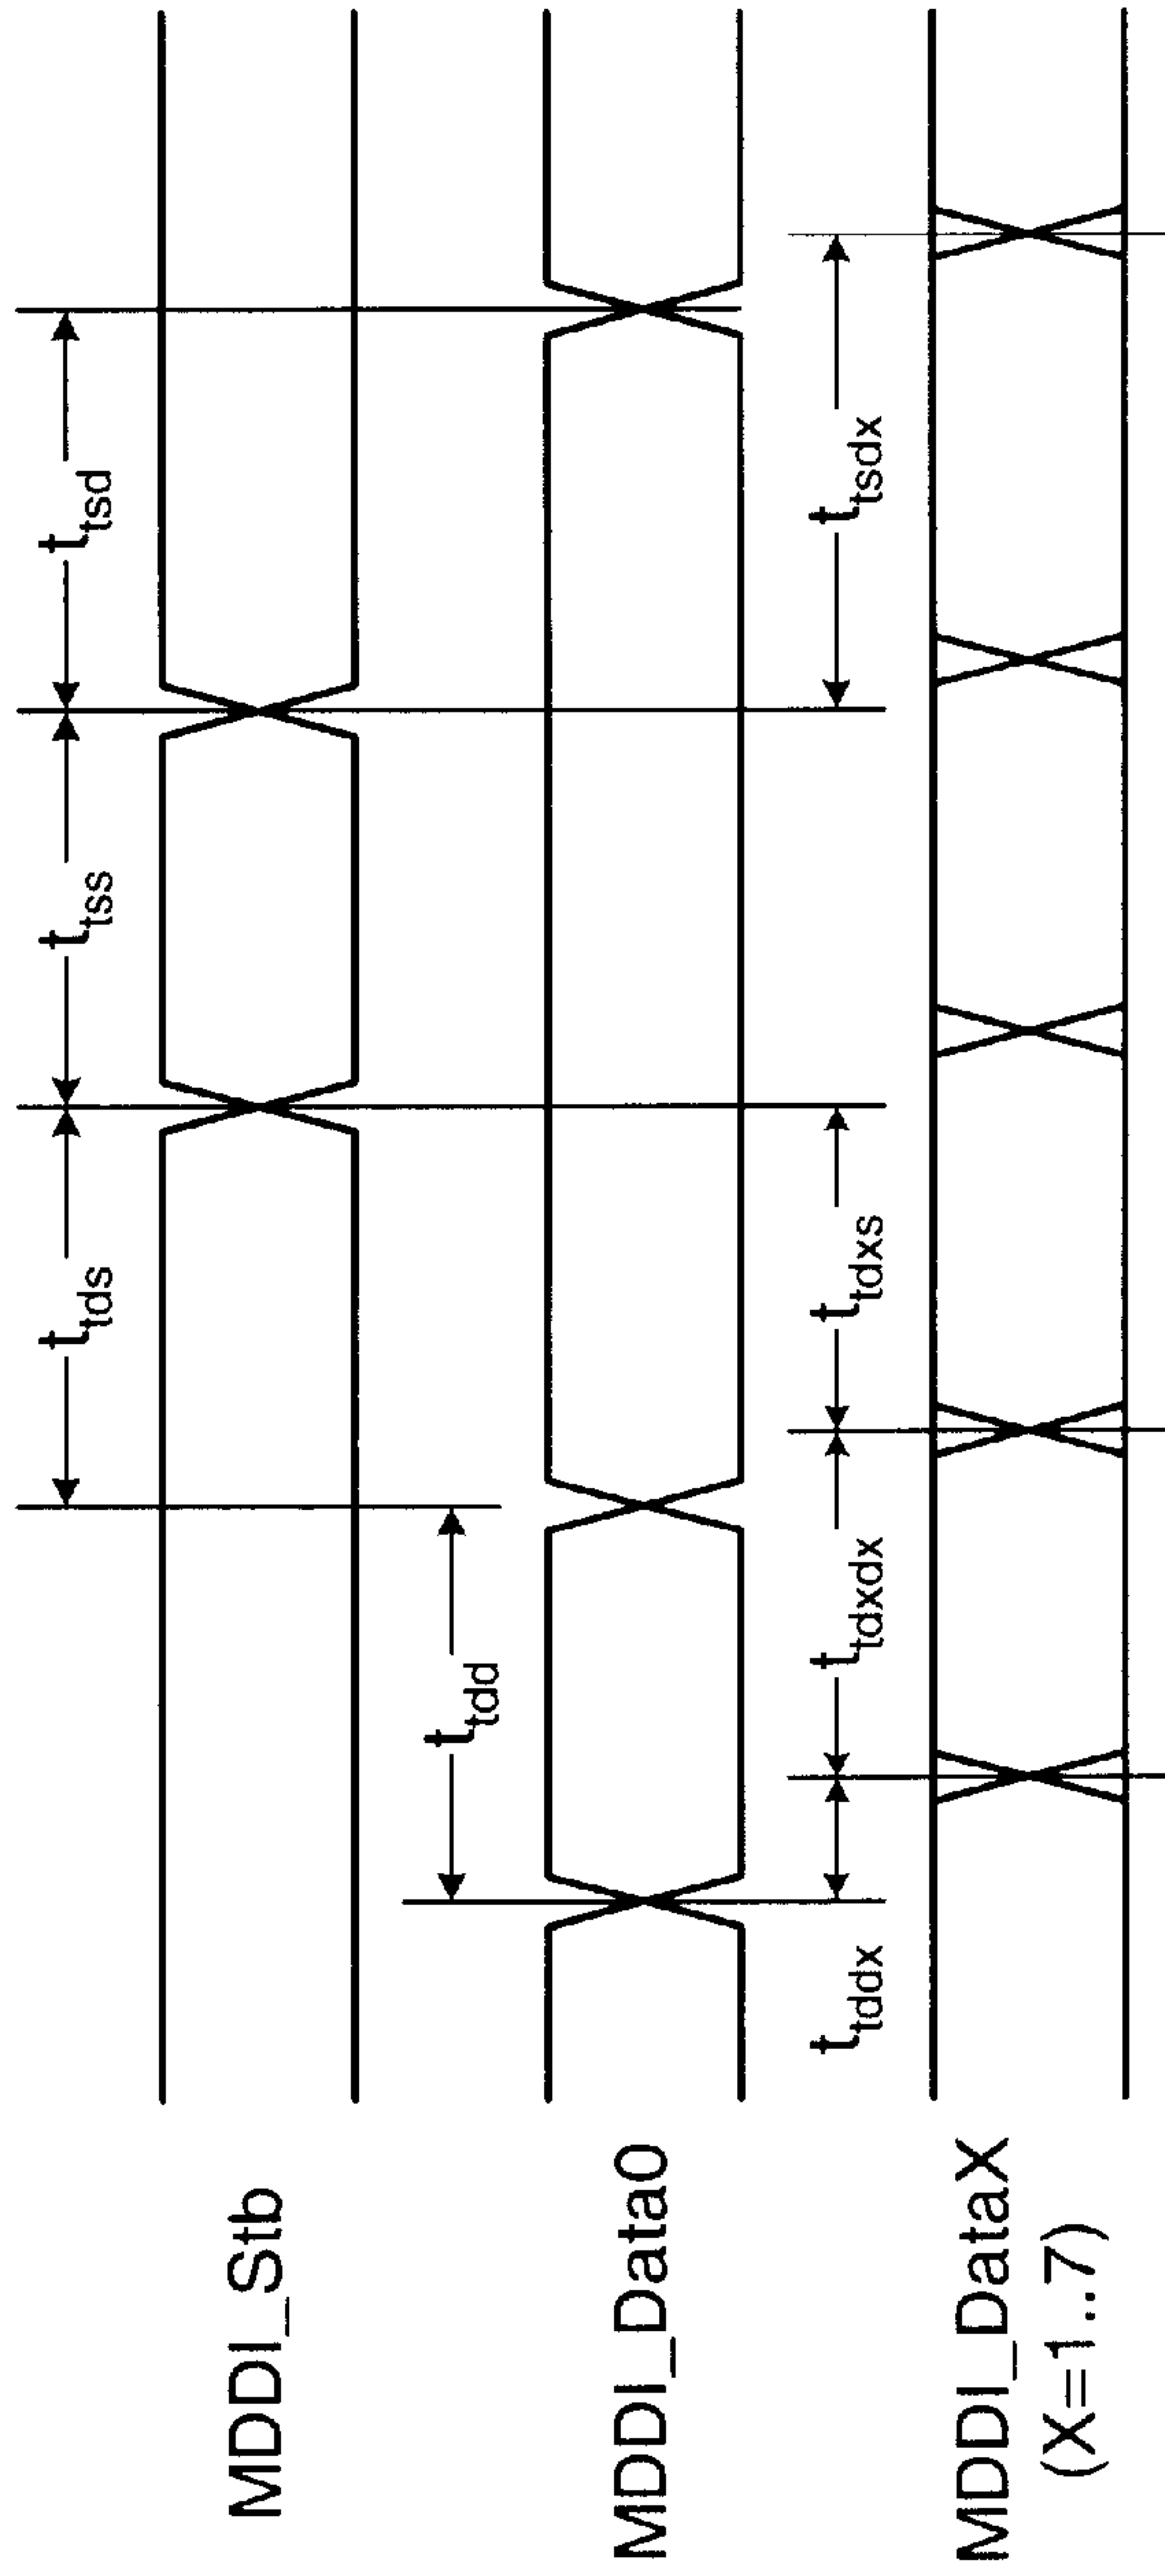 t_tds
t_tss
t_tsd
MDDI_Stb
t_tdd
MDDI_Data0
t_tddx
t_tdxdx
t_tdxs
t_tsdx
MDDI_DataX
(X=1..7)